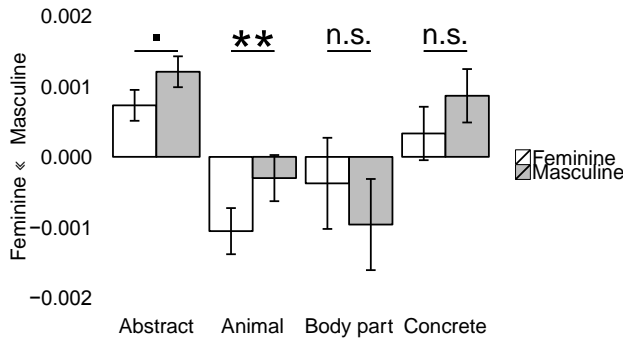 0.002
0.001
0.000
−0.001
−0.002
Feminine « Masculine
▪ ** n.s. n.s.
Abstract Animal Body part Concrete
Feminine
Masculine